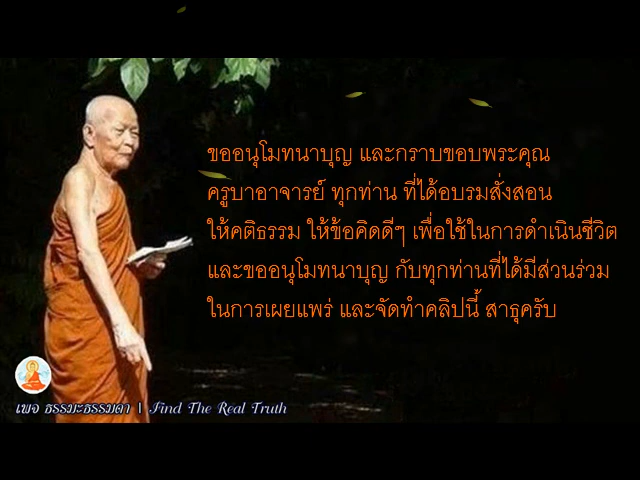 ขออนุโมทนาบุญ และกราบขอบพระคุณ
ครูบาอาจารย์ ทุกท่าน ที่ได้อบรมสั่งสอน
ให้คติธรรม ให้ข้อคิดดีๆ เพื่อใช้ในการดำเนินชีวิต
และขออนุโมทนาบุญ กับทุกท่านที่ได้มีส่วนร่วม
ในการเผยแพร่ และจัดทำคลิปนี้ สาธุครับ
เพจ ธรรมะธรรมดา | Find The Real Truth